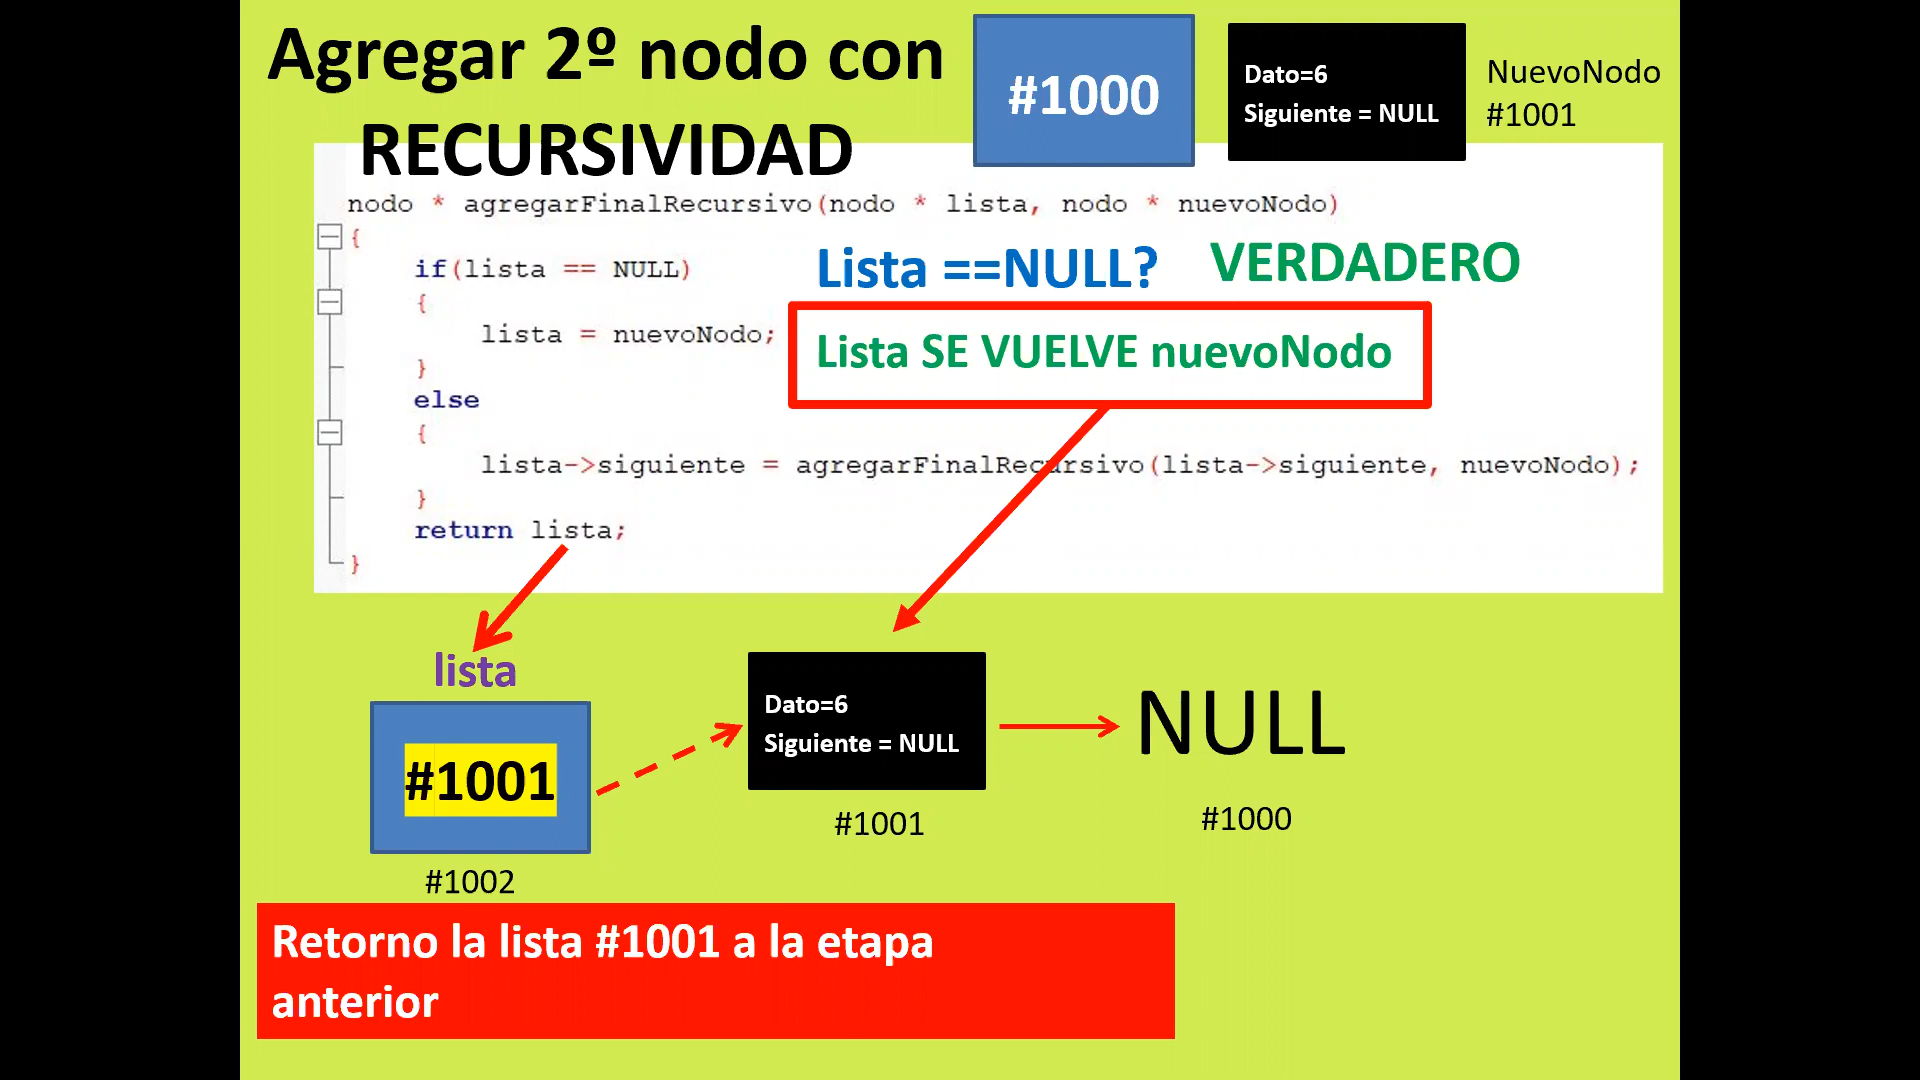 Agregar 2º nodo con
RECURSIVIDAD
#1000
Dato=6
Siguiente = NULL
NuevoNodo
#1001
nodo * agregarFinalRecursivo(nodo * lista, nodo * nuevoNodo)
{
if(lista == NULL)
Lista ==NULL?
VERDADERO
{
lista = nuevoNodo;
Lista SE VUELVE nuevoNodo
}
else
{
lista->siguiente = agregarFinalRecursivo(lista->siguiente, nuevoNodo);
}
return lista;
}
lista
#1001
#1002
Dato=6
Siguiente = NULL
#1001
NULL
#1000
Retorno la lista #1001 a la etapa
anterior